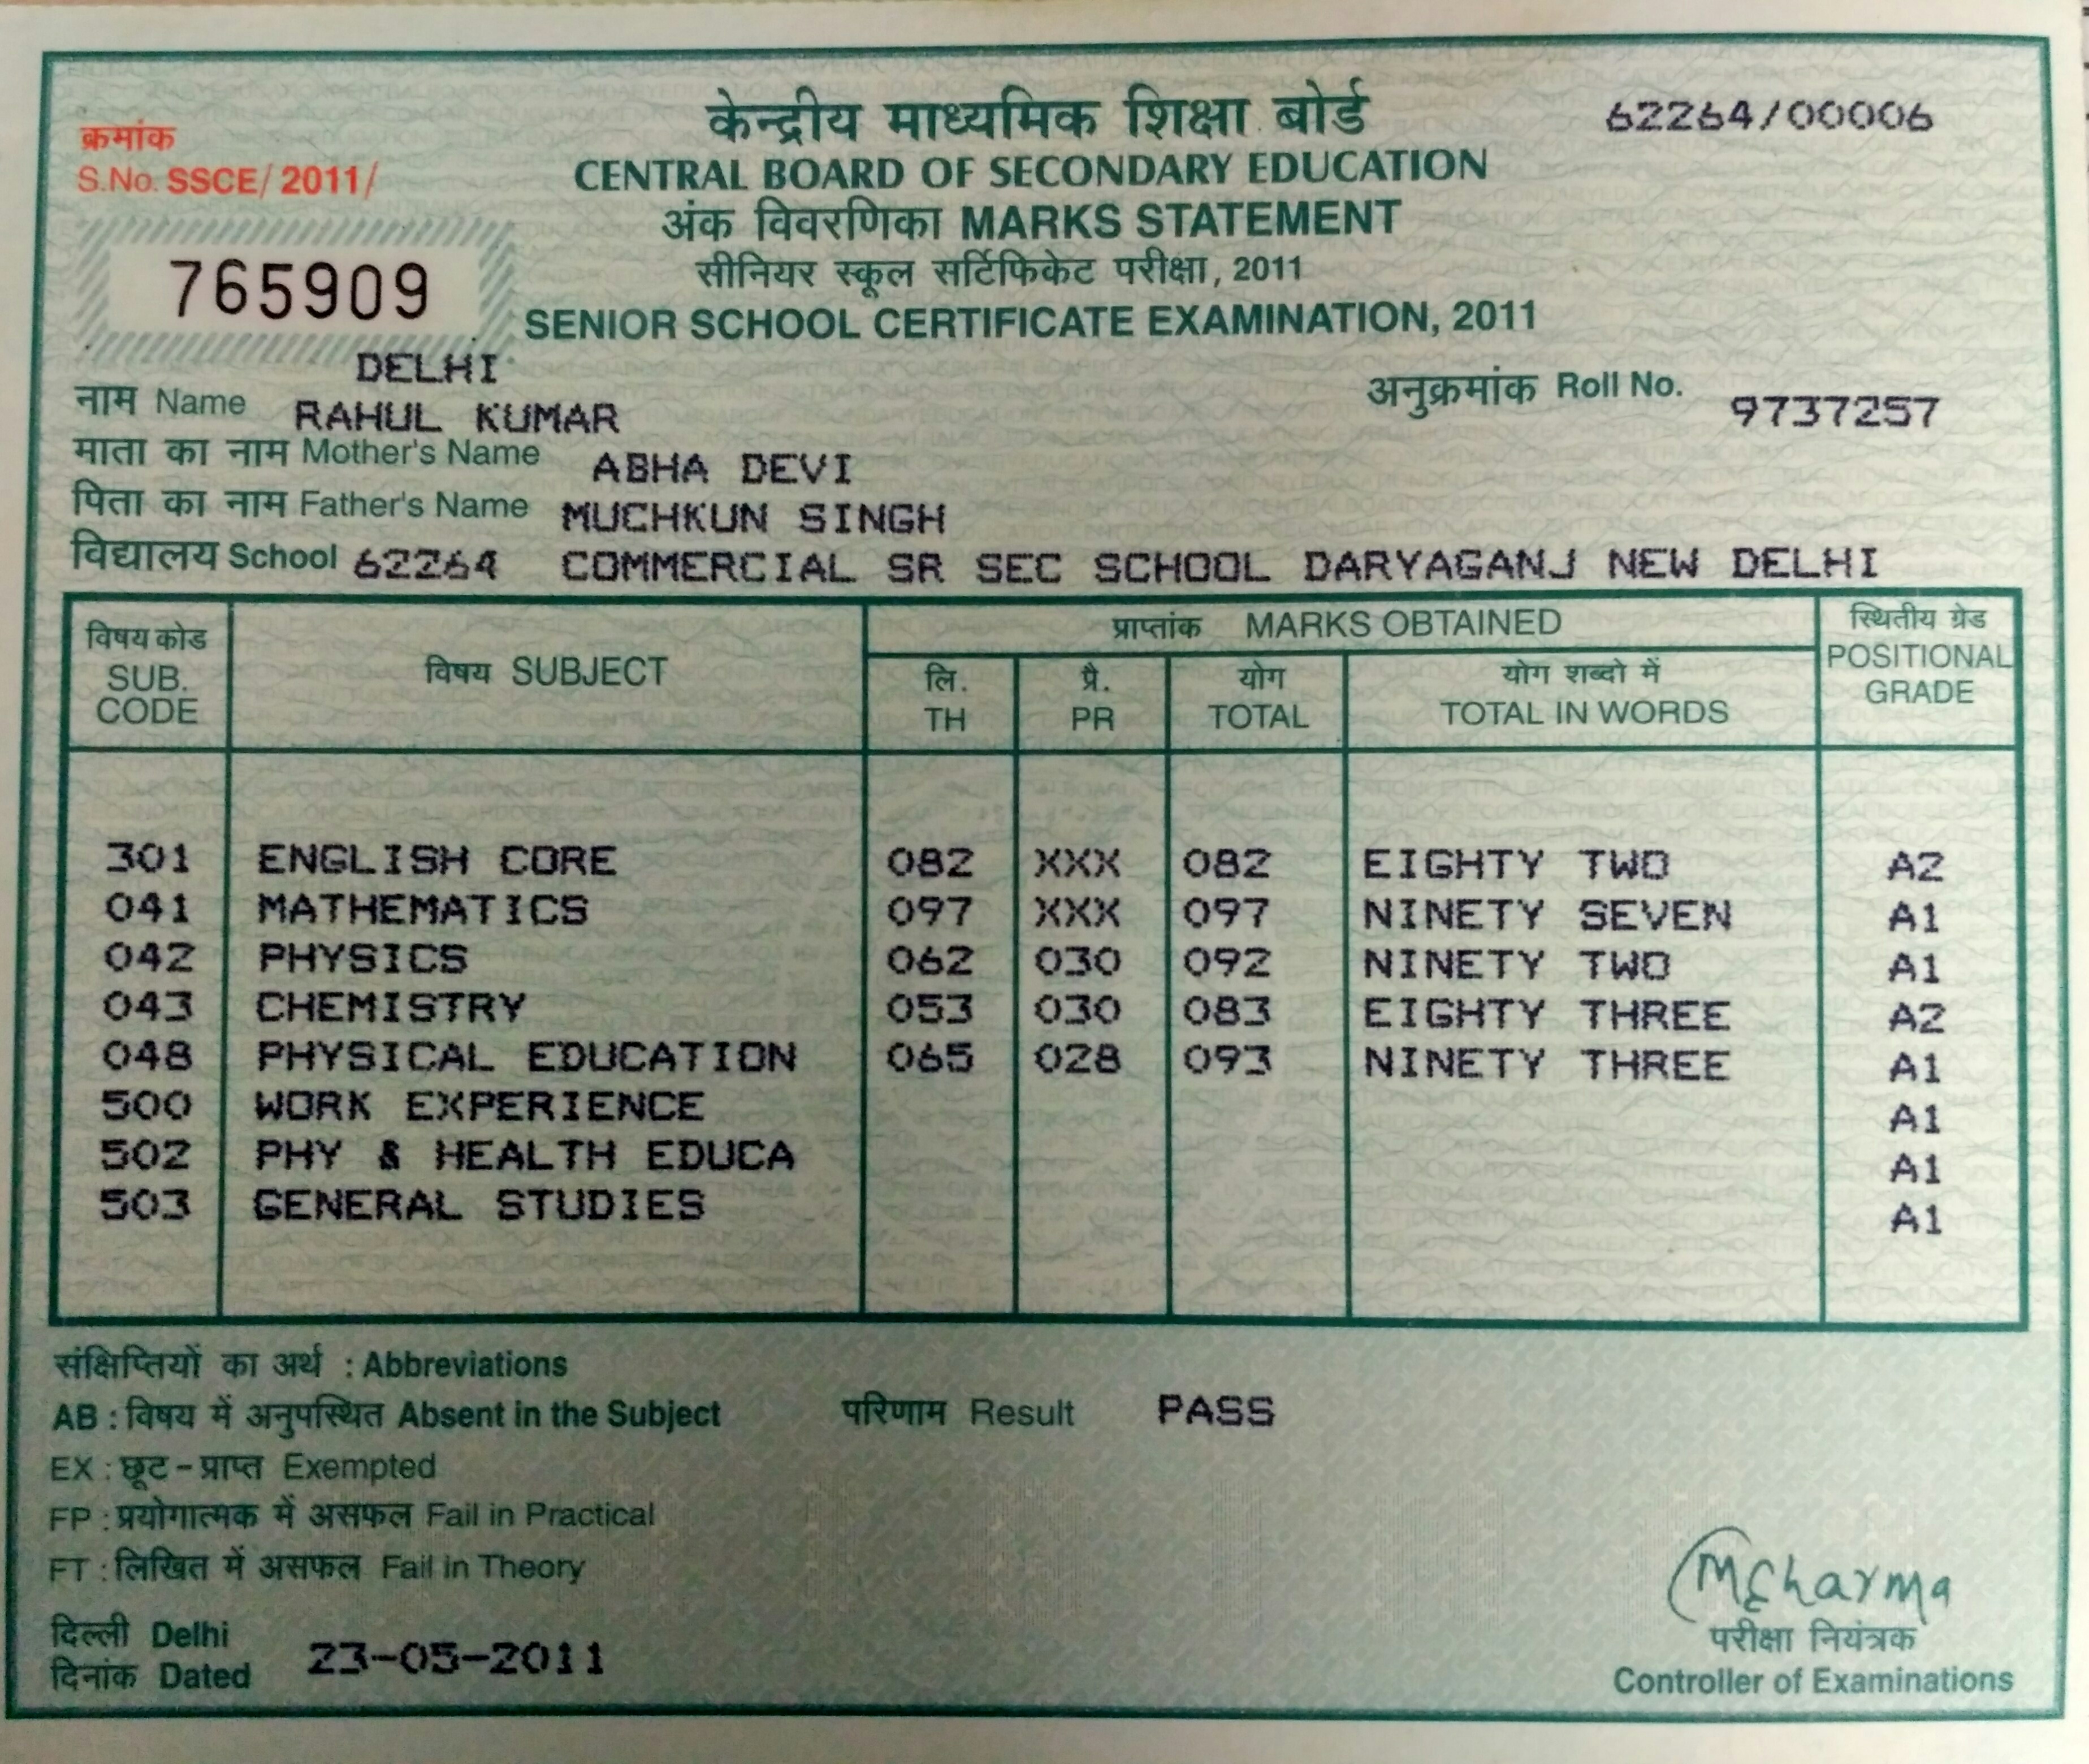 केन्द्रीय माध्यमिक शिक्षा बोर्ड
62264/00006
क्रमांक
S.No. SSCE/ 2011/
CENTRAL BOARD OF SECONDARY EDUCATION
अंक विवरणिका MARKS STATEMENT
765909
सीनियर स्कूल सर्टिफिकेट परीक्षा, 2011
SENIOR SCHOOL CERTIFICATE EXAMINATION, 2011
DELHI
नाम Name RAHUL KUMAR अनुक्रमांक Roll No. 9737257
माता का नाम Mother's Name ABHA DEVI
पिता का नाम Father's Name MUCHKUN SINGH
विद्यालय School 62264 COMMERCIAL SR SEC SCHOOL DARYAGANJ NEW DELHI
विषय कोड SUB. CODE
विषय SUBJECT
प्राप्तांक MARKS OBTAINED
लि. TH
प्रै. PR
योग TOTAL
योग शब्दो में TOTAL IN WORDS
स्थितीय ग्रेड POSITIONAL GRADE
301 ENGLISH CORE 082 XXX 082 EIGHTY TWO A2
041 MATHEMATICS 097 XXX 097 NINETY SEVEN A1
042 PHYSICS 062 030 092 NINETY TWO A1
043 CHEMISTRY 053 030 083 EIGHTY THREE A2
048 PHYSICAL EDUCATION 065 028 093 NINETY THREE A1
500 WORK EXPERIENCE A1
502 PHY & HEALTH EDUCA A1
503 GENERAL STUDIES A1
संक्षिप्तियों का अर्थ : Abbreviations
AB : विषय में अनुपस्थित Absent in the Subject परिणाम Result PASS
EX : छूट - प्राप्त Exempted
FP : प्रयोगात्मक में असफल Fail in Practical
FT : लिखित में असफल Fail in Theory
दिल्ली Delhi
दिनांक Dated 23-05-2011
MSharma
परीक्षा नियंत्रक
Controller of Examinations